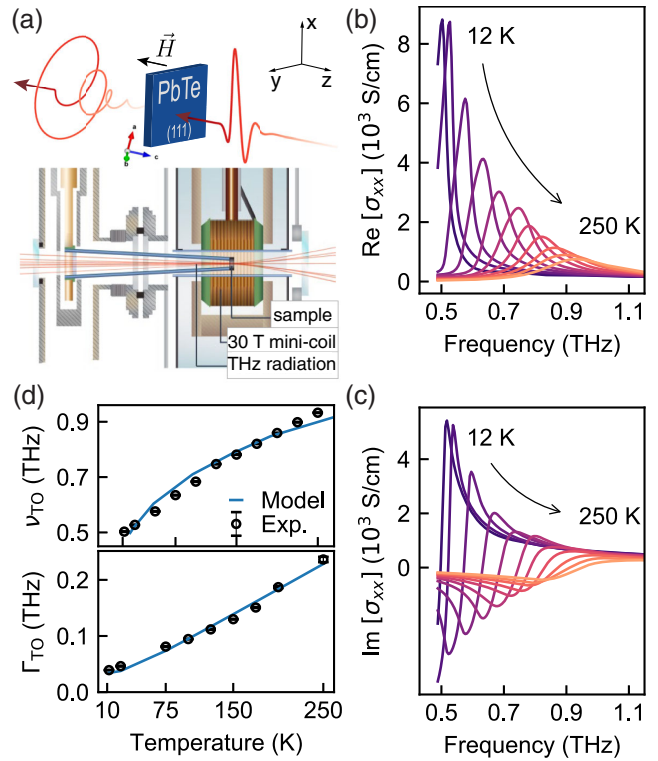 (a)
H
PbTe
(111)
x
y
z
a
b
c
sample
30 T mini-coil
THz radiation
(b)
Re [σxx] (10³ S/cm)
8
6
4
2
0
12 K
250 K
0.5 0.7 0.9 1.1
Frequency (THz)
(d)
νTO (THz)
0.9
0.7
0.5
Model
Exp.
ΓTO (THz)
0.2
0.1
0.0
10 75 150 250
Temperature (K)
(c)
Im [σxx] (10³ S/cm)
4
2
0
12 K
250 K
0.5 0.7 0.9 1.1
Frequency (THz)